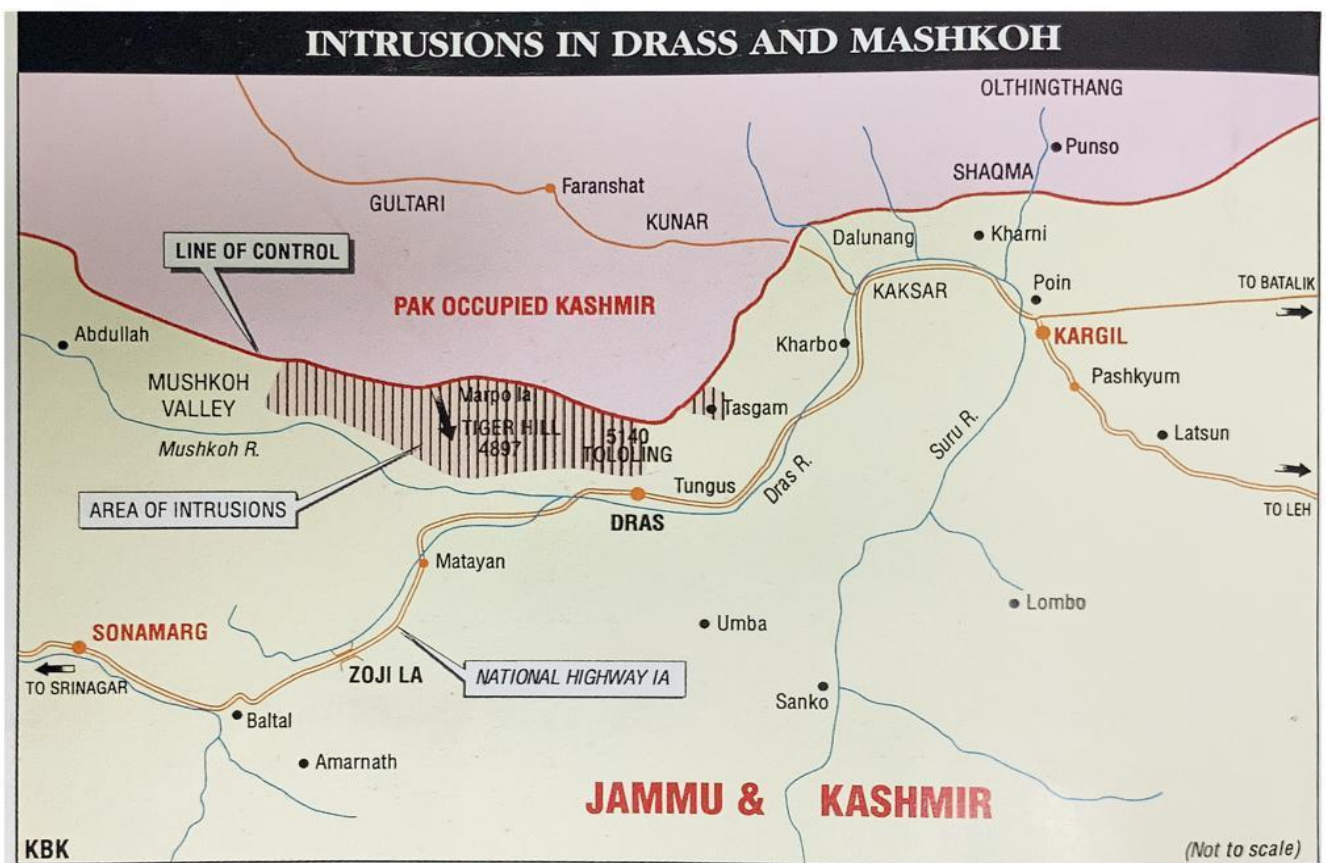 INTRUSIONS IN DRASS AND MASHKOH
OLTHINGTHANG
Punso
SHAQMA
Faranshat
GULTARI
KUNAR
LINE OF CONTROL
Dalunang
Kharni
PAK OCCUPIED KASHMIR
KAKSAR
Poin
TO BATALIK
Abdullah
Kharbo
KARGIL
MUSHKOH
VALLEY
Marpo la
Pashkyum
Tasgam
TIGER HILL
4897
5140
TOLOLING
Mushkoh R.
Suru R.
Latsun
AREA OF INTRUSIONS
Tungus
Dras R.
DRAS
TO LEH
Matayan
Lombo
SONAMARG
Umba
ZOJI LA
NATIONAL HIGHWAY IA
TO SRINAGAR
Sanko
Baltal
Amarnath
JAMMU & KASHMIR
KBK
(Not to scale)